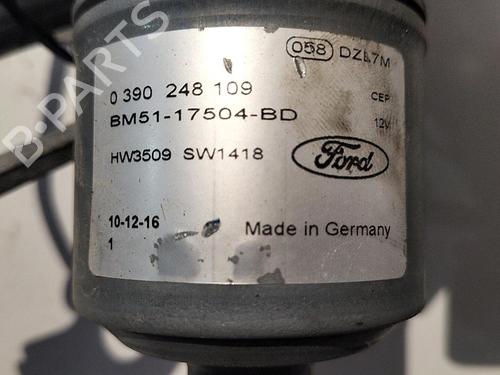 B-PARTS
058 DZL7M
0 390 248 109
CEP
BM51-17504-BD
12V
HW3509 SW1418
Ford
10-12-16
1
Made in Germany